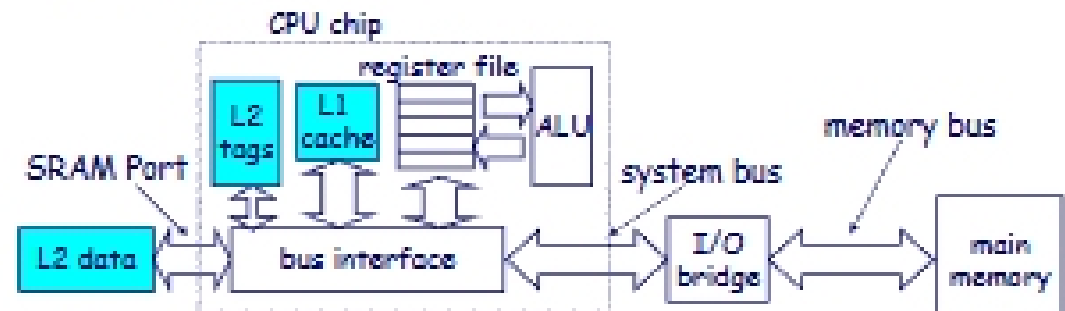 CPU chip
register file
L2
tags
L1
cache
ALU
memory bus
SRAM Port
system bus
L2 data
bus interface
I/O
bridge
main
memory